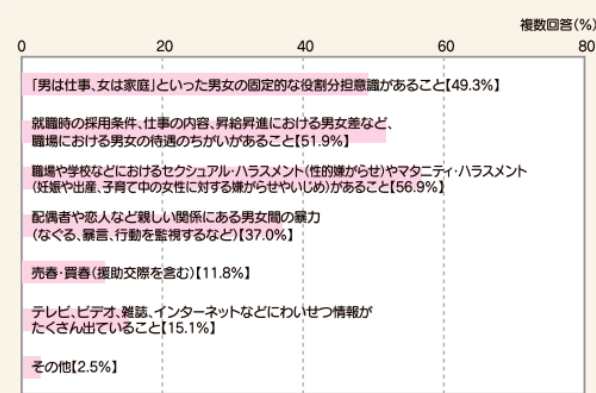 複数回答(%)
0 20 40 60 80
「男は仕事、女は家庭」といった男女の固定的な役割分担意識があること【49.3%】
就職時の採用条件、仕事の内容、昇給昇進における男女差など、
職場における男女の待遇のちがいがあること【51.9%】
職場や学校などにおけるセクシュアル・ハラスメント(性的嫌がらせ)やマタニティ・ハラスメント
(妊娠や出産、子育て中の女性に対する嫌がらせやいじめ)があること【56.9%】
配偶者や恋人など親しい関係にある男女間の暴力
(なぐる、暴言、行動を監視するなど)【37.0%】
売春・買春(援助交際を含む)【11.8%】
テレビ、ビデオ、雑誌、インターネットなどにわいせつ情報が
たくさん出ていること【15.1%】
その他【2.5%】